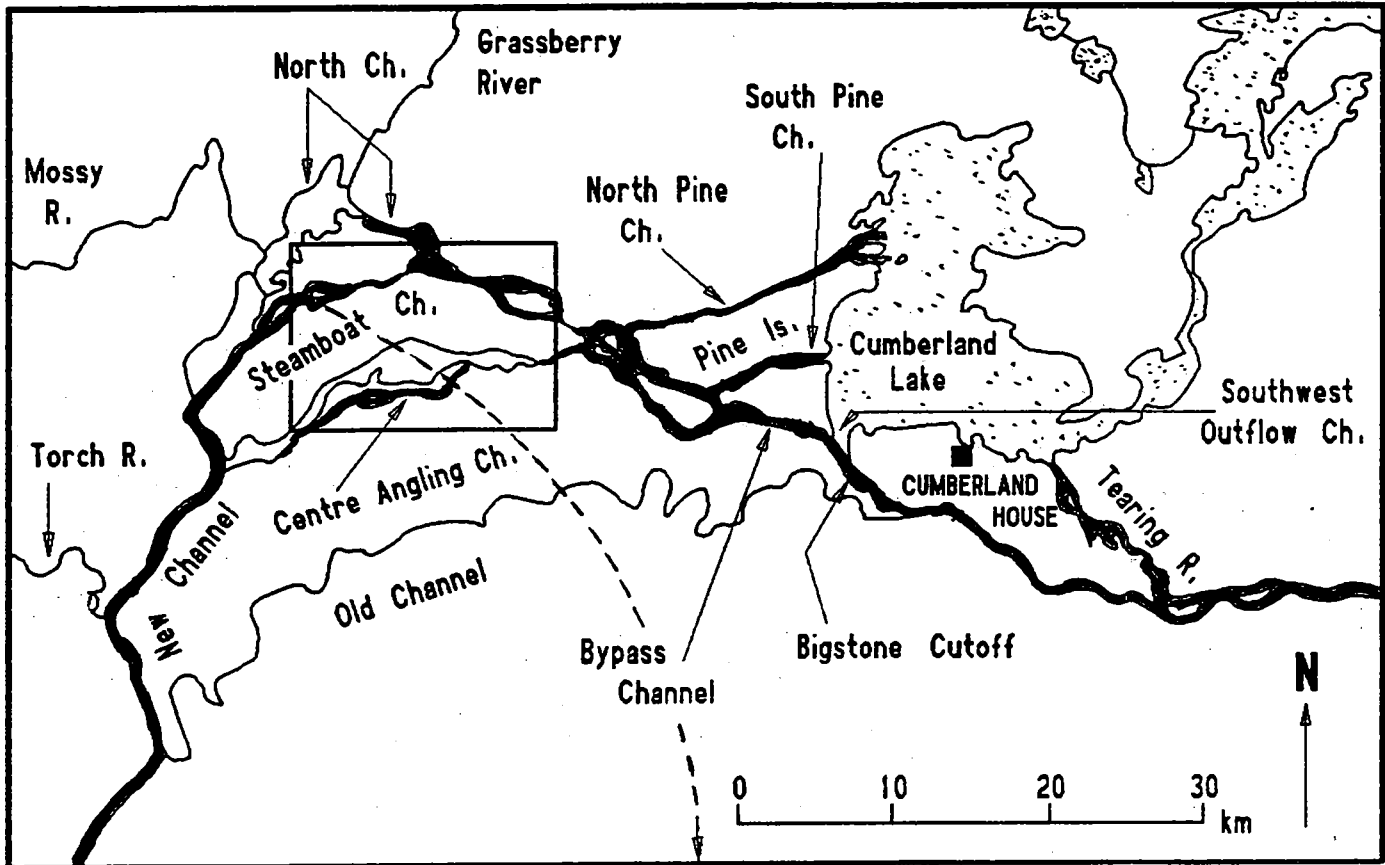 Grassberry
River
North Ch.
South Pine
Ch.
Mossy
R.
North Pine
Ch.
Ch.
Steamboat
Pine Is.
Cumberland
Lake
Southwest
Outflow Ch.
Torch R.
Centre Angling Ch.
CUMBERLAND
HOUSE
Tearing R.
New Channel
Old Channel
Bypass
Channel
Bigstone Cutoff
N
0 10 20 30
km